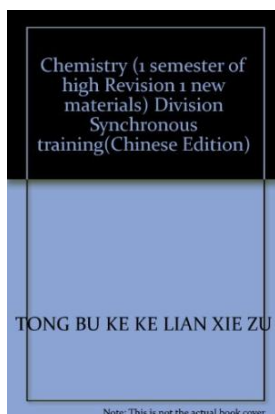 Chemistry (1 semester of
high Revision 1 new
materials) Division
Synchronous
training(Chinese Edition)
TONG BU KE KE LIAN XIE ZU
Note: This is not the actual book cover